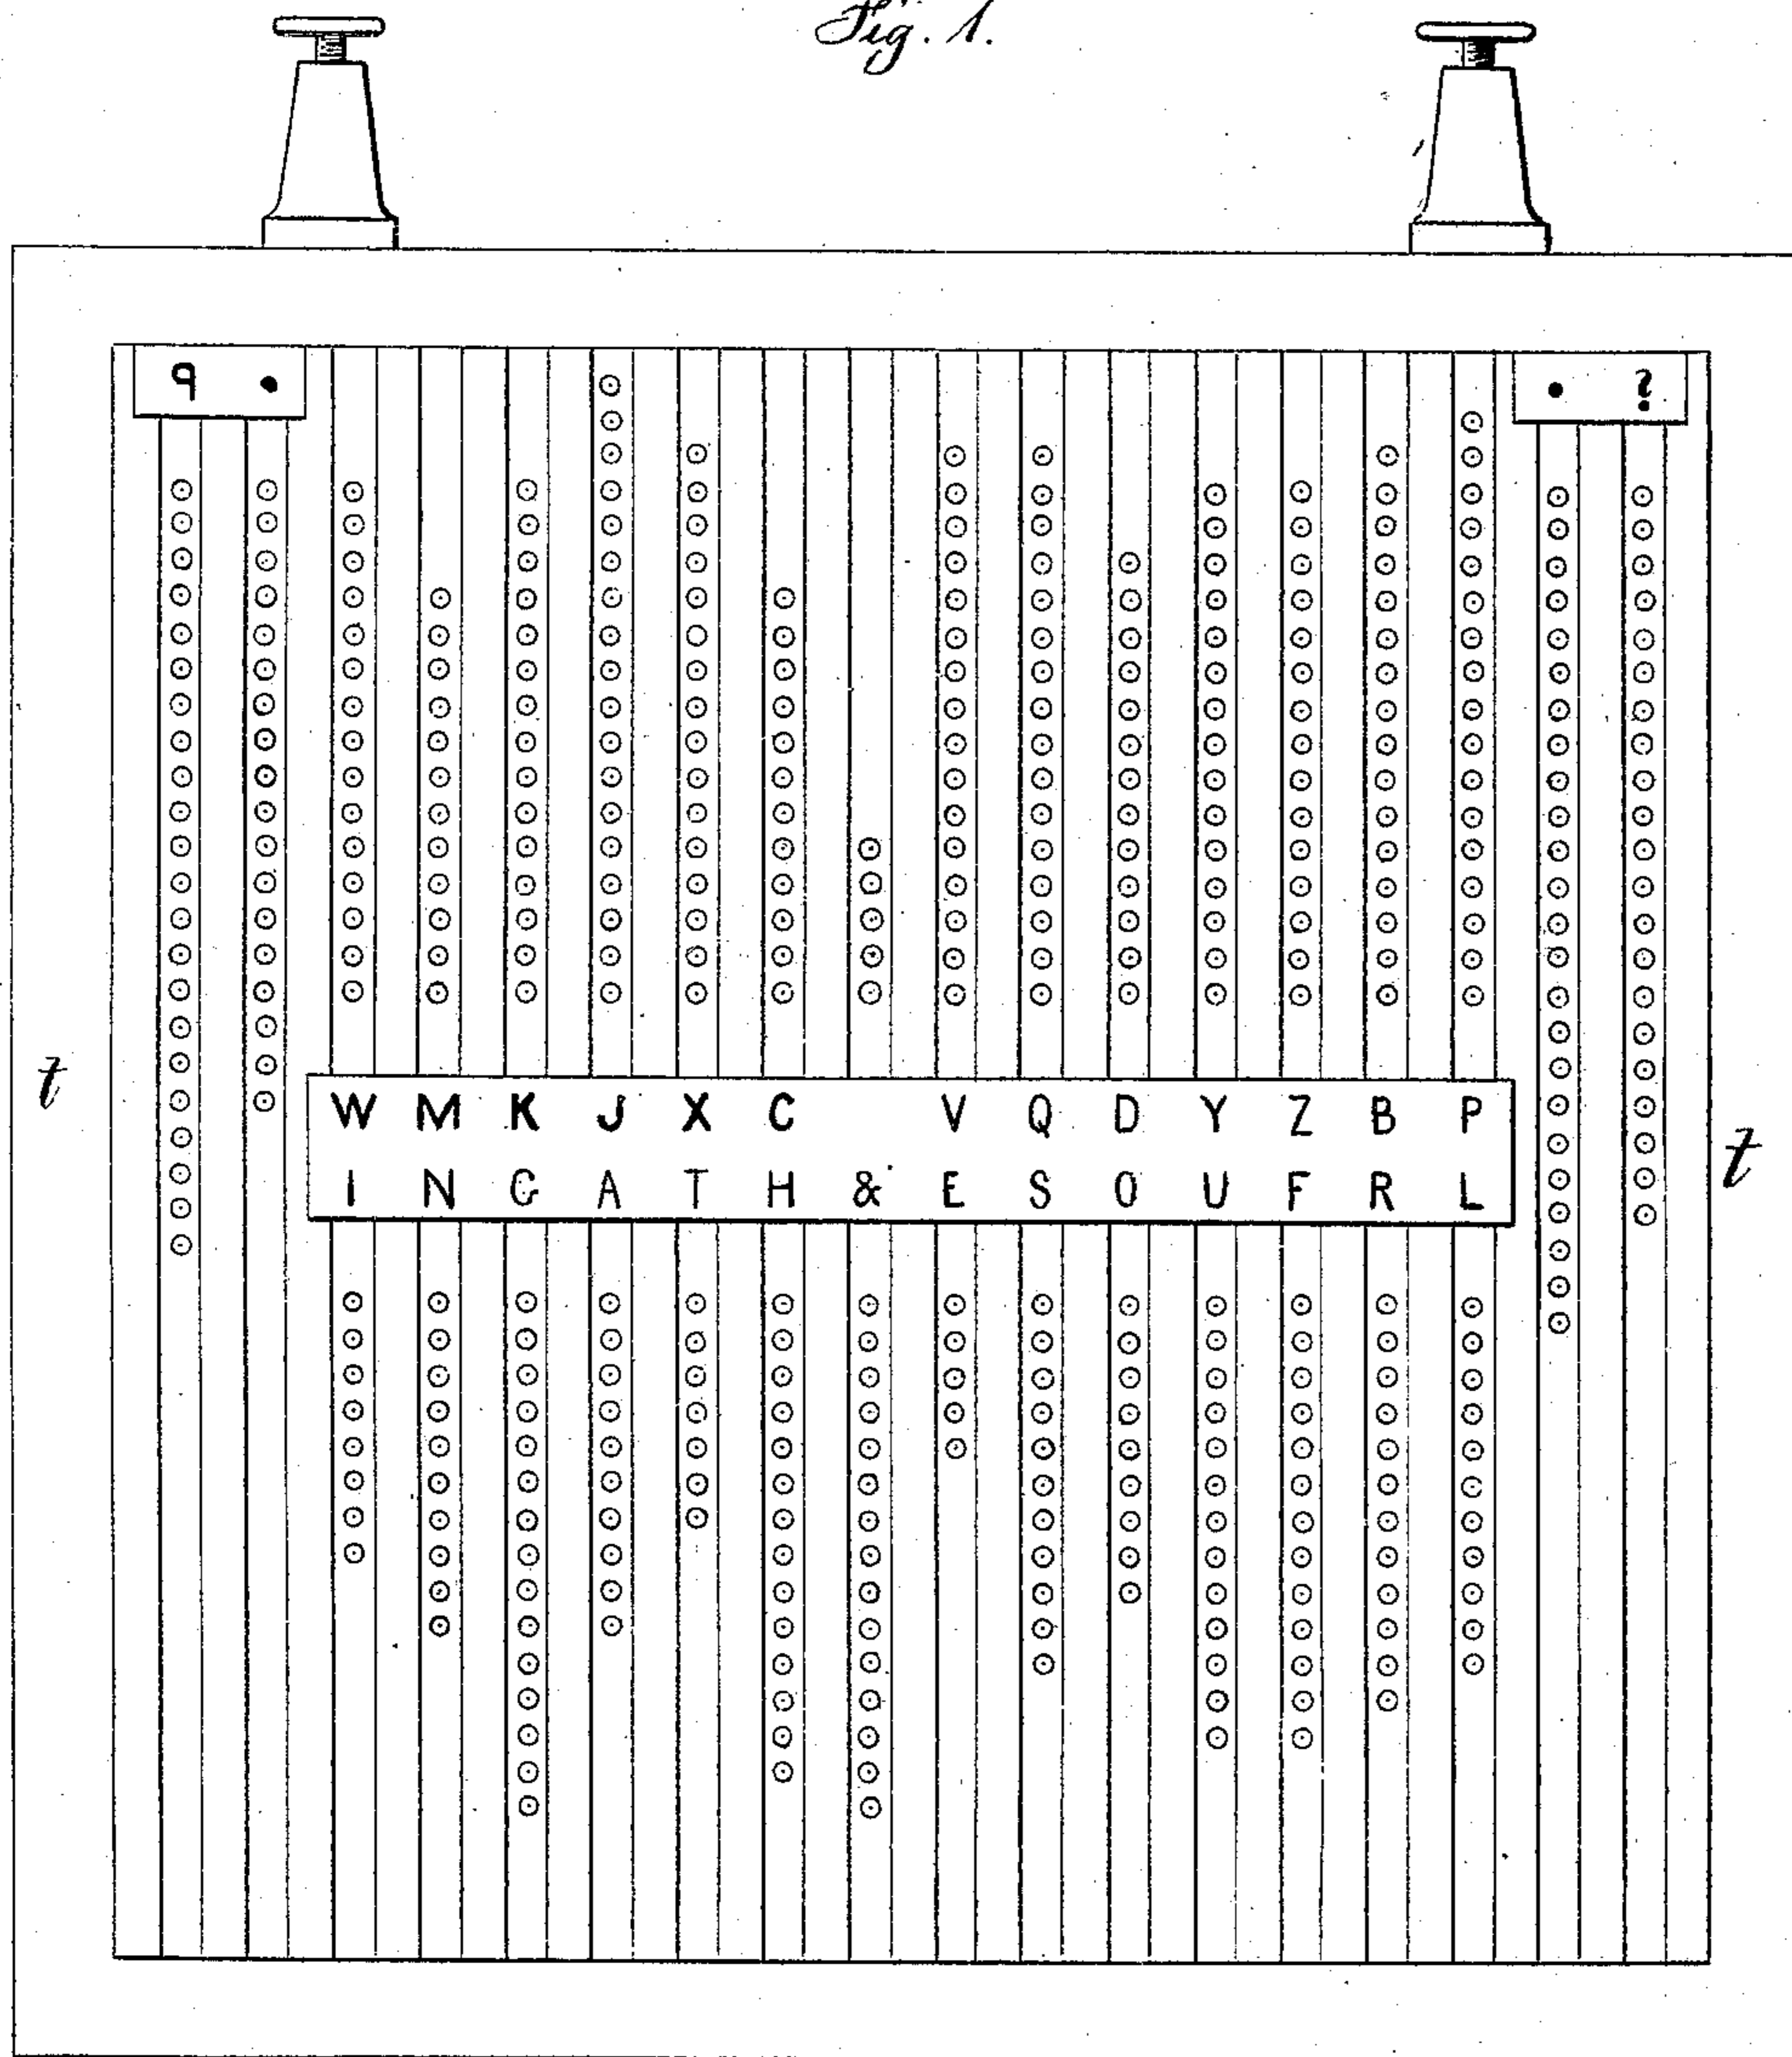 Fig. 1.
9 • • ?
t
W M K J X C V Q D Y Z B P
I N G A T H & E S O U F R L
t